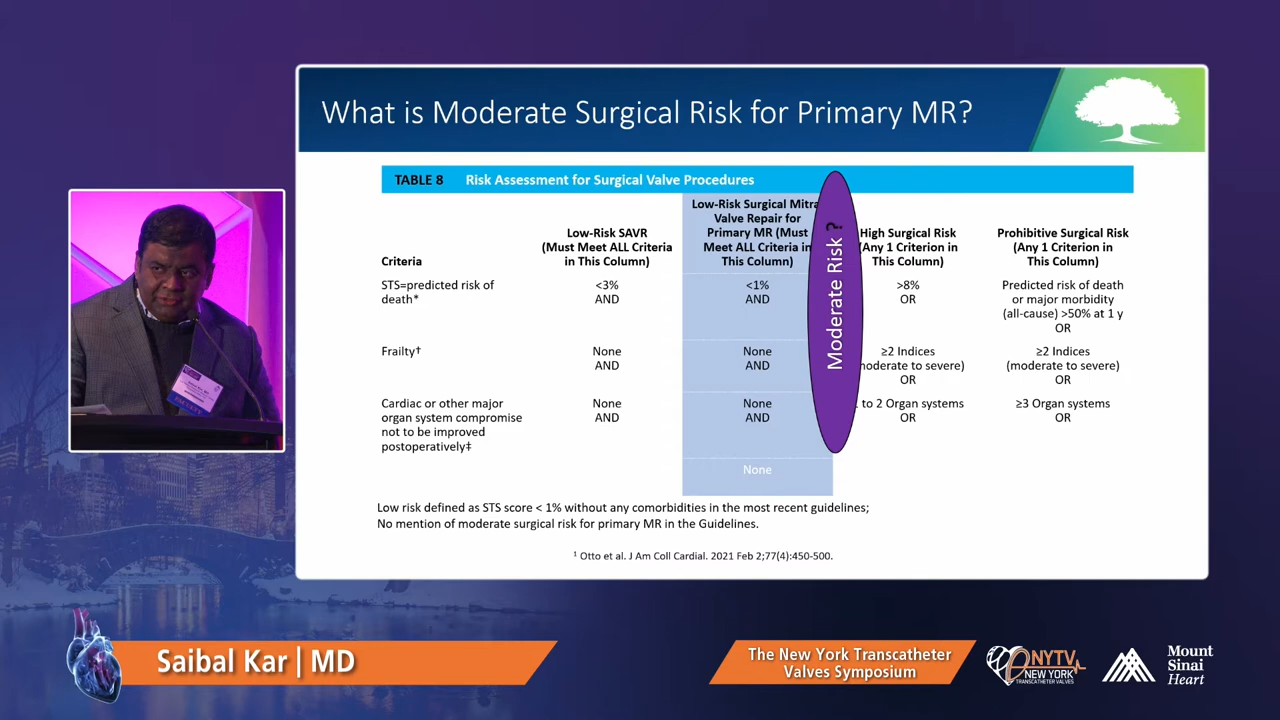 What is Moderate Surgical Risk for Primary MR?
TABLE 8 Risk Assessment for Surgical Valve Procedures
Criteria
Low-Risk SAVR
(Must Meet ALL Criteria
in This Column)
Low-Risk Surgical Mitra
Valve Repair for
Primary MR (Must
Meet ALL Criteria in
This Column)
Moderate Risk ?
High Surgical Risk
(Any 1 Criterion in
This Column)
Prohibitive Surgical Risk
(Any 1 Criterion in
This Column)
STS=predicted risk of
death*
<3%
AND
<1%
AND
>8%
OR
Predicted risk of death
or major morbidity
(all-cause) >50% at 1 y
OR
Frailty†
None
AND
None
AND
≥2 Indices
moderate to severe)
OR
≥2 Indices
(moderate to severe)
OR
Cardiac or other major
organ system compromise
not to be improved
postoperatively‡
None
AND
None
AND
to 2 Organ systems
OR
≥3 Organ systems
OR
None
Low risk defined as STS score < 1% without any comorbidities in the most recent guidelines;
No mention of moderate surgical risk for primary MR in the Guidelines.
¹ Otto et al. J Am Coll Cardial. 2021 Feb 2;77(4):450-500.
Saibal Kar | MD
The New York Transcatheter
Valves Symposium
NYTV
NEW YORK
TRANSCATHETER VALVES
Mount
Sinai
Heart